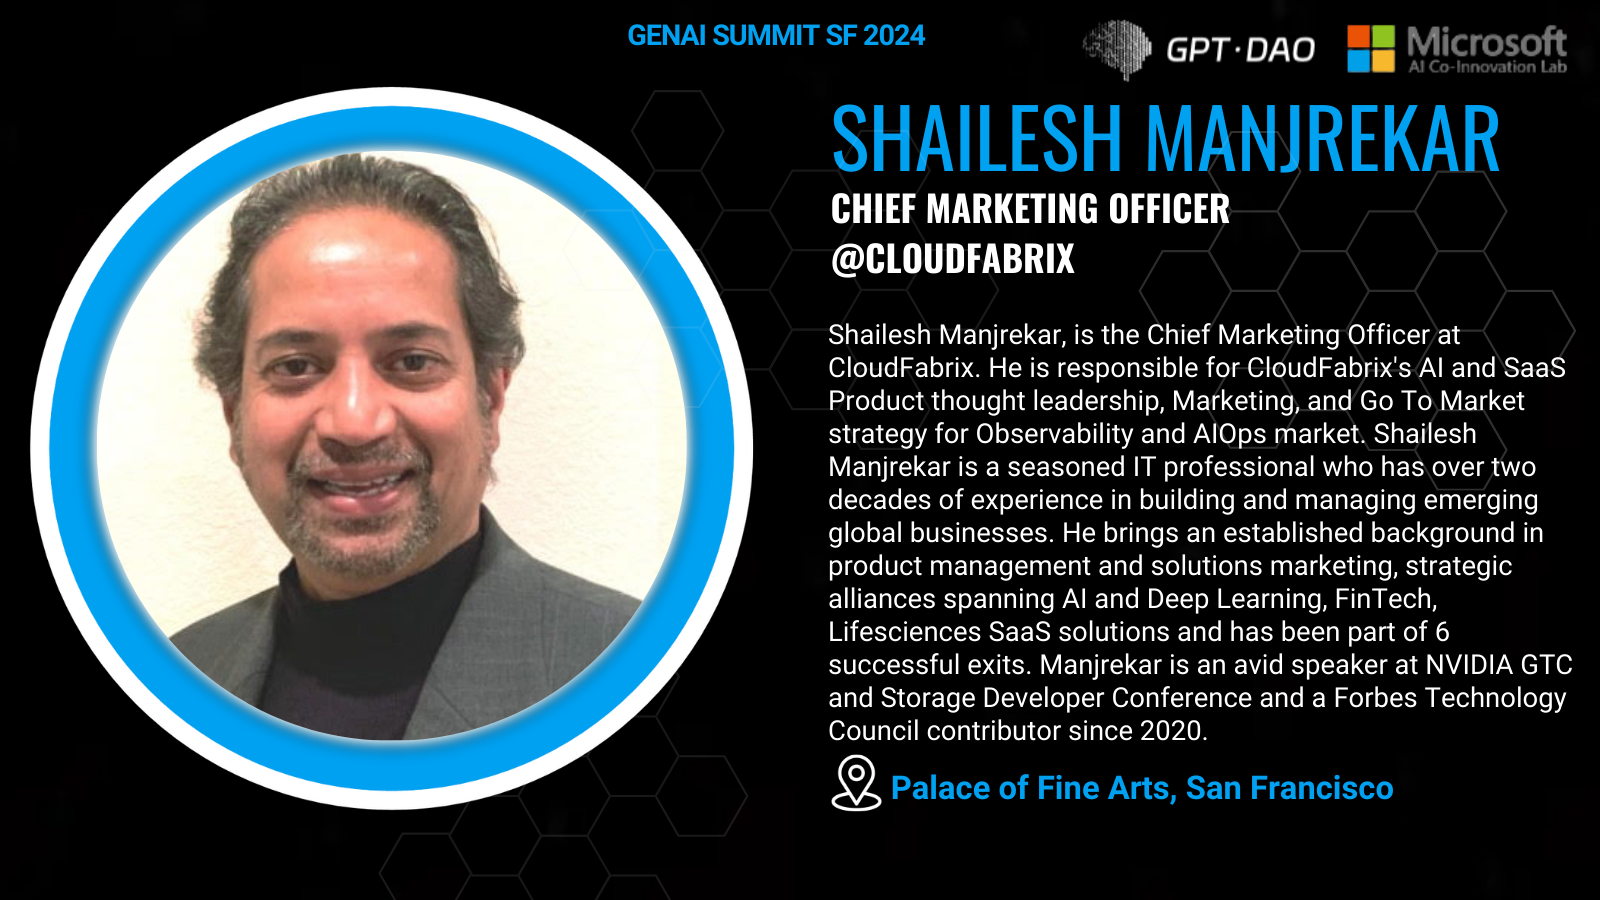 GENAI SUMMIT SF 2024
GPT·DAO
Microsoft
AI Co-Innovation Lab
SHAILESH MANJREKAR
CHIEF MARKETING OFFICER
@CLOUDFABRIX
Shailesh Manjrekar, is the Chief Marketing Officer at
CloudFabrix. He is responsible for CloudFabrix's AI and SaaS
Product thought leadership, Marketing, and Go To Market
strategy for Observability and AIOps market. Shailesh
Manjrekar is a seasoned IT professional who has over two
decades of experience in building and managing emerging
global businesses. He brings an established background in
product management and solutions marketing, strategic
alliances spanning AI and Deep Learning, FinTech,
Lifesciences SaaS solutions and has been part of 6
successful exits. Manjrekar is an avid speaker at NVIDIA GTC
and Storage Developer Conference and a Forbes Technology
Council contributor since 2020.
Palace of Fine Arts, San Francisco